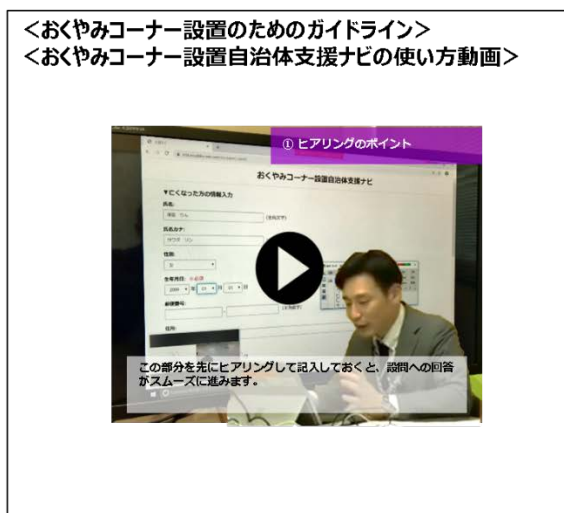 <おくやみコーナー設置のためのガイドライン>
<おくやみコーナー設置自治体支援ナビの使い方動画>
① ヒアリングのポイント
おくやみコーナー設置自治体支援ナビ
▼亡くなった方の情報入力
氏名:
氏名カナ:
性別:
生年月日: ※必須
郵便番号:
住所:
この部分を先にヒアリングして記入しておくと、設問への回答
がスムーズに進みます。